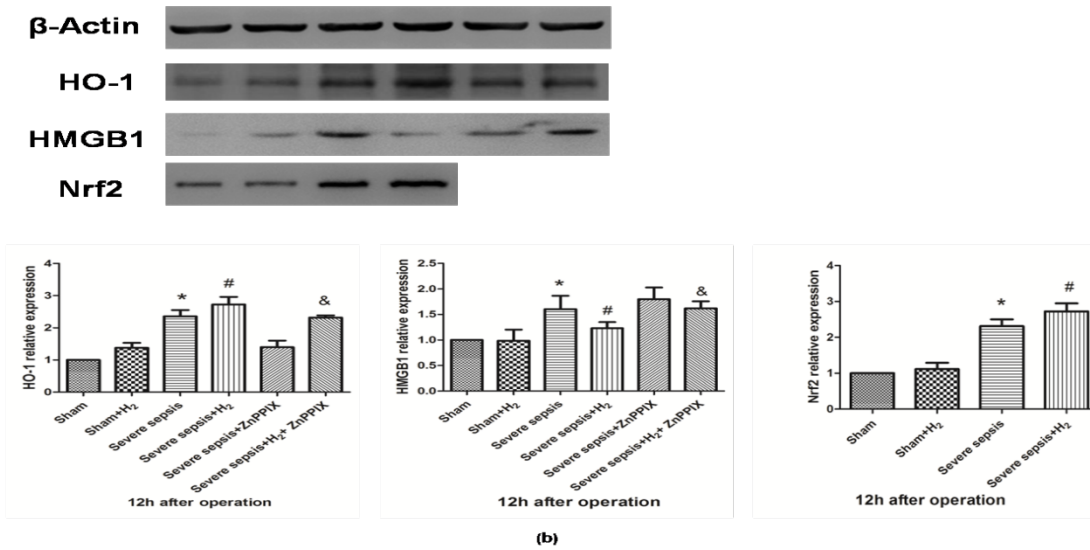 β-Actin
HO-1
HMGB1
Nrf2
HO-1 relative expression
4
3
2
1
0
*
#
&
Sham
Sham+H₂
Severe sepsis
Severe sepsis+H₂
Severe sepsis+ZnPPIX
Severe sepsis+H₂+ ZnPPIX
12h after operation
HMGB1 relative expression
2.5
2.0
1.5
1.0
0.5
0.0
*
#
&
Sham
Sham+H₂
Severe sepsis
Severe sepsis+H₂
Severe sepsis+ZnPPIX
Severe sepsis+H₂+ ZnPPIX
12h after operation
Nrf2 relative expression
4
3
2
1
0
*
#
Sham
Sham+H₂
Severe sepsis
Severe sepsis+H₂
12h after operation
(b)